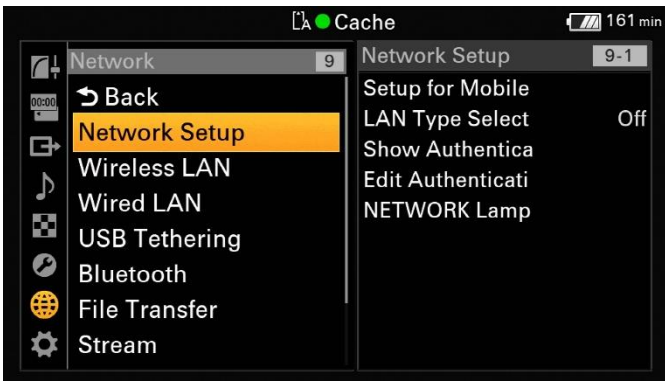 A Cache 161 min
Network 9
Back
Network Setup
Wireless LAN
Wired LAN
USB Tethering
Bluetooth
File Transfer
Stream
00:00
Network Setup 9-1
Setup for Mobile
LAN Type Select Off
Show Authentica
Edit Authenticati
NETWORK Lamp